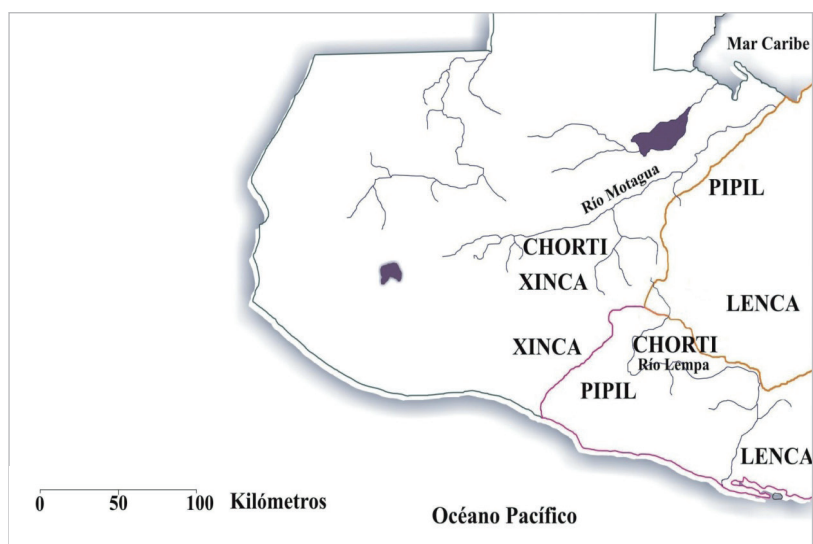 Mar Caribe
PIPIL
Río Motagua
CHORTI
XINCA
LENCA
XINCA
CHORTI
Río Lempa
PIPIL
LENCA
0 50 100 Kilómetros
Océano Pacífico